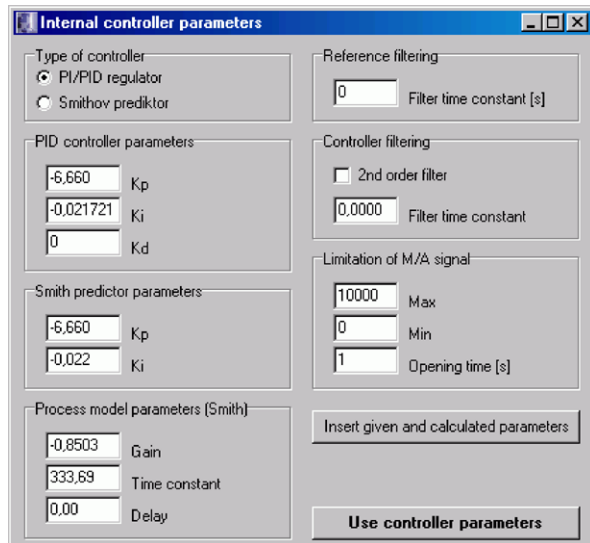 Internal controller parameters
Type of controller
PI/PID regulator
Smithov prediktor
PID controller parameters
-6,660 Kp
-0,021721 Ki
0 Kd
Smith predictor parameters
-6,660 Kp
-0,022 Ki
Process model parameters (Smith)
-0,8503 Gain
333,69 Time constant
0,00 Delay
Reference filtering
0 Filter time constant [s]
Controller filtering
2nd order filter
0,0000 Filter time constant
Limitation of M/A signal
10000 Max
0 Min
1 Opening time [s]
Insert given and calculated parameters
Use controller parameters